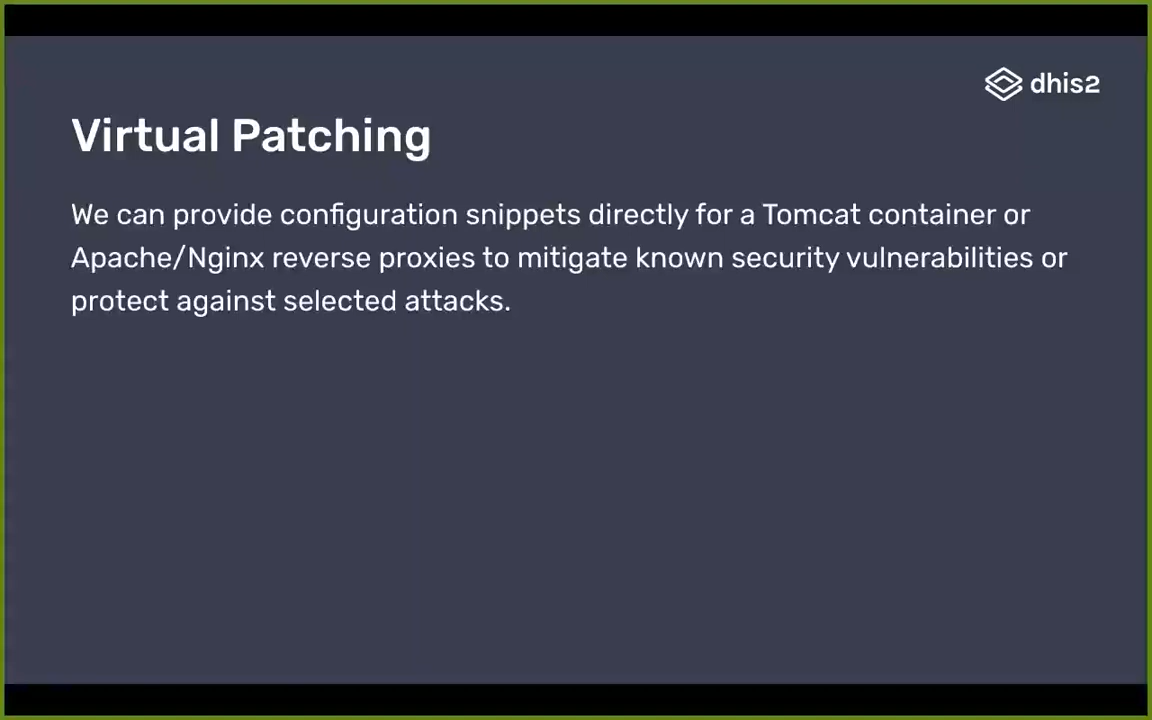 dhis2
Virtual Patching
We can provide configuration snippets directly for a Tomcat container or
Apache/Nginx reverse proxies to mitigate known security vulnerabilities or
protect against selected attacks.